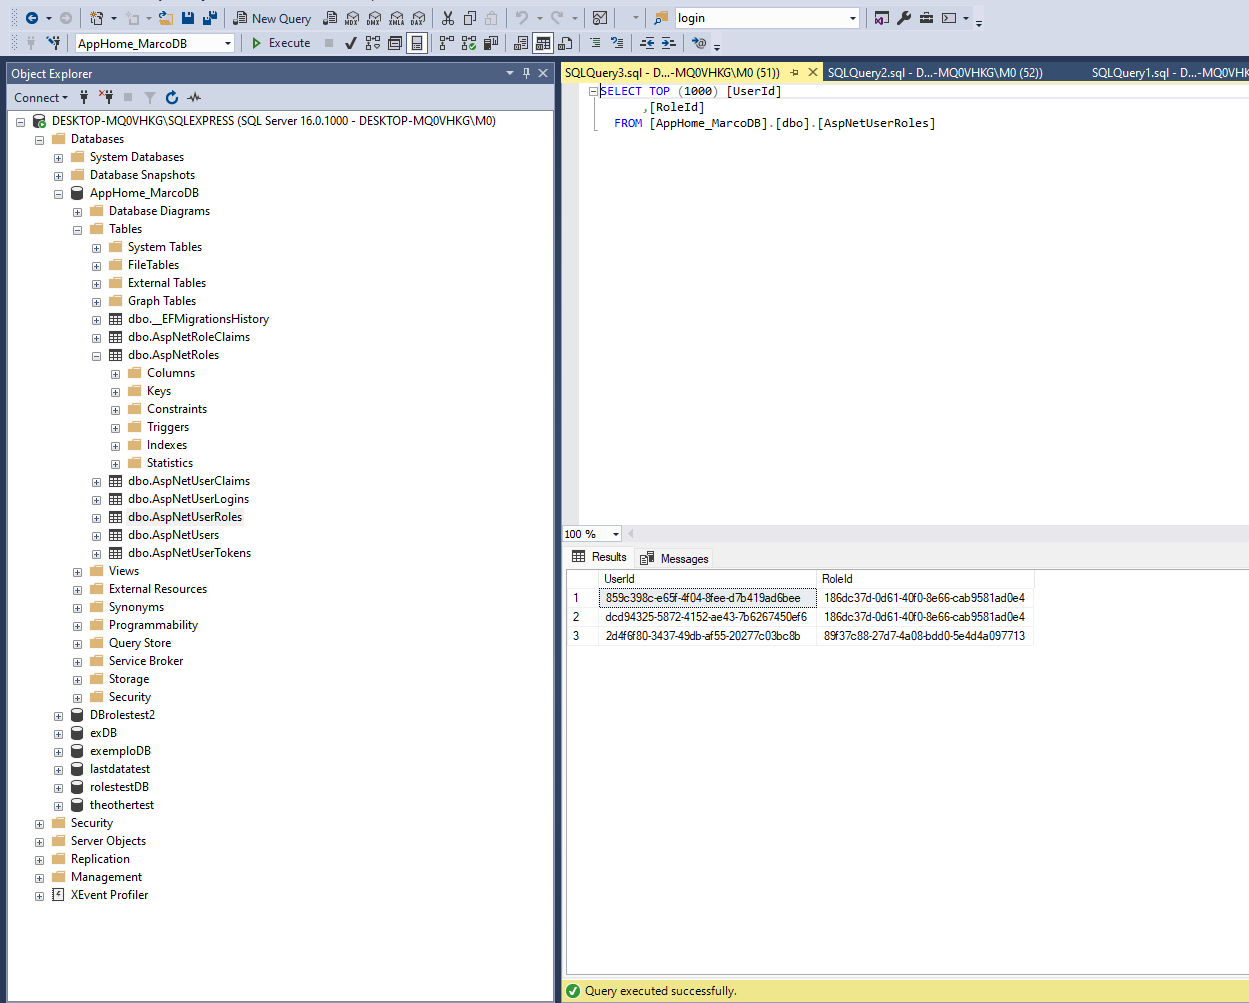 New Query
MDX
DMX
XMLA
DAX
login
AppHome_MarcoDB
Execute
Object Explorer
Connect
DESKTOP-MQ0VHKG\SQLEXPRESS (SQL Server 16.0.1000 - DESKTOP-MQ0VHKG\M0)
Databases
System Databases
Database Snapshots
AppHome_MarcoDB
Database Diagrams
Tables
System Tables
FileTables
External Tables
Graph Tables
dbo.__EFMigrationsHistory
dbo.AspNetRoleClaims
dbo.AspNetRoles
Columns
Keys
Constraints
Triggers
Indexes
Statistics
dbo.AspNetUserClaims
dbo.AspNetUserLogins
dbo.AspNetUserRoles
dbo.AspNetUsers
dbo.AspNetUserTokens
Views
External Resources
Synonyms
Programmability
Query Store
Service Broker
Storage
Security
DBrolestest2
exDB
exemploDB
lastdatatest
rolestestDB
theothertest
Security
Server Objects
Replication
Management
XEvent Profiler
SQLQuery3.sql - D...-MQ0VHKG\M0 (51))
SQLQuery2.sql - D...-MQ0VHKG\M0 (52))
SQLQuery1.sql - D...-MQ0VHK
SELECT TOP (1000) [UserId]
,[RoleId]
FROM [AppHome_MarcoDB].[dbo].[AspNetUserRoles]
100 %
Results
Messages
UserId RoleId
1 859c398c-e65f-4f04-8fee-d7b419ad6bee 186dc37d-0d61-40f0-8e66-cab9581ad0e4
2 dcd94325-5872-4152-ae43-7b6267450ef6 186dc37d-0d61-40f0-8e66-cab9581ad0e4
3 2d4f6f80-3437-49db-af55-20277c03bc8b 89f37c88-27d7-4a08-bdd0-5e4d4a097713
Query executed successfully.